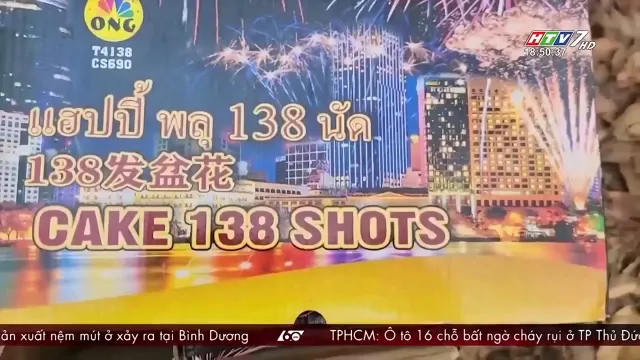 ONG
T4138
CS690
HTV7 HD
18:50:37
แฮปปี้ พลุ 138 นัด
138发盆花
CAKE 138 SHOTS
ản xuất nệm mút ở xảy ra tại Bình Dương
60
TPHCM: Ô tô 16 chỗ bất ngờ cháy rụi ở TP Thủ Đứ